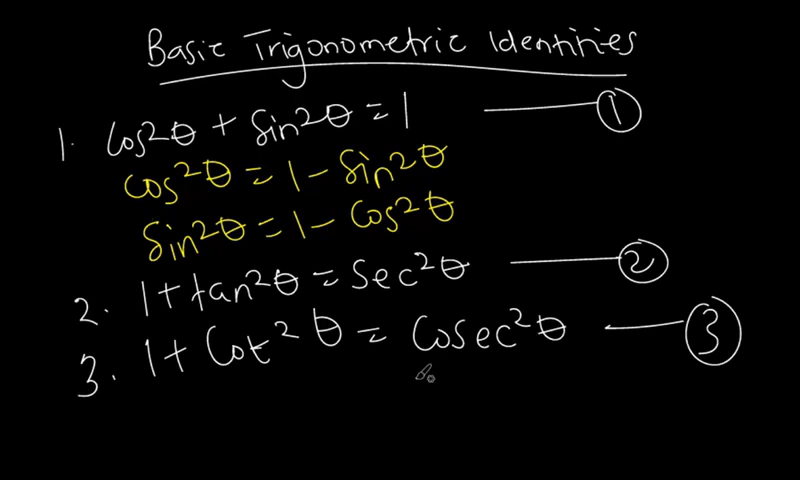 Basic Trigonometric Identities
1. Cos²θ + Sin²θ = 1 ——— ①
Cos²θ = 1 – Sin²θ
Sin²θ = 1 – Cos²θ
2. 1 + tan²θ = Sec²θ ——— ②
3. 1 + Cot²θ = Cosec²θ ——— ③